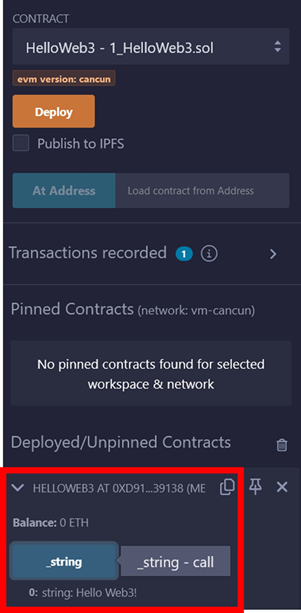 CONTRACT
HelloWeb3 - 1_HelloWeb3.sol
evm version: cancun
Deploy
Publish to IPFS
At Address Load contract from Address
Transactions recorded 1 i
Pinned Contracts (network: vm-cancun)
No pinned contracts found for selected
workspace & network
Deployed/Unpinned Contracts
HELLOWEB3 AT 0XD91...39138 (ME
Balance: 0 ETH
_string _string - call
0: string: Hello Web3!